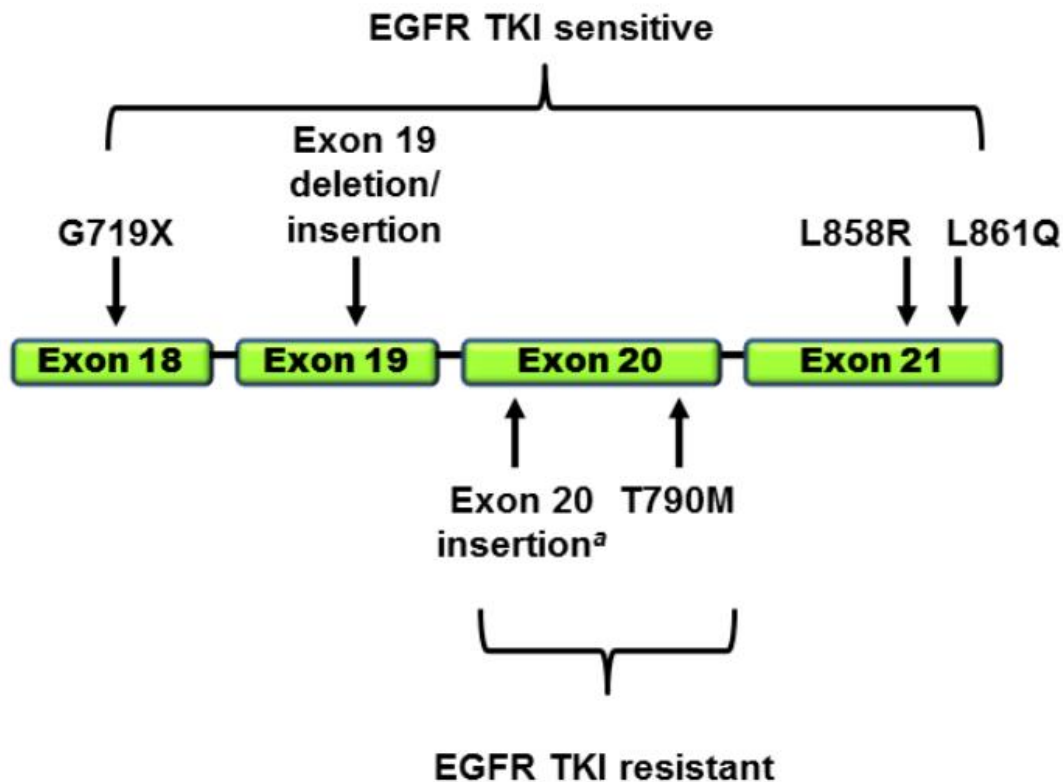 EGFR TKI sensitive
Exon 19
deletion/
insertion
G719X
L858R
L861Q
Exon 18
Exon 19
Exon 20
Exon 21
Exon 20
insertionᵃ
T790M
EGFR TKI resistant